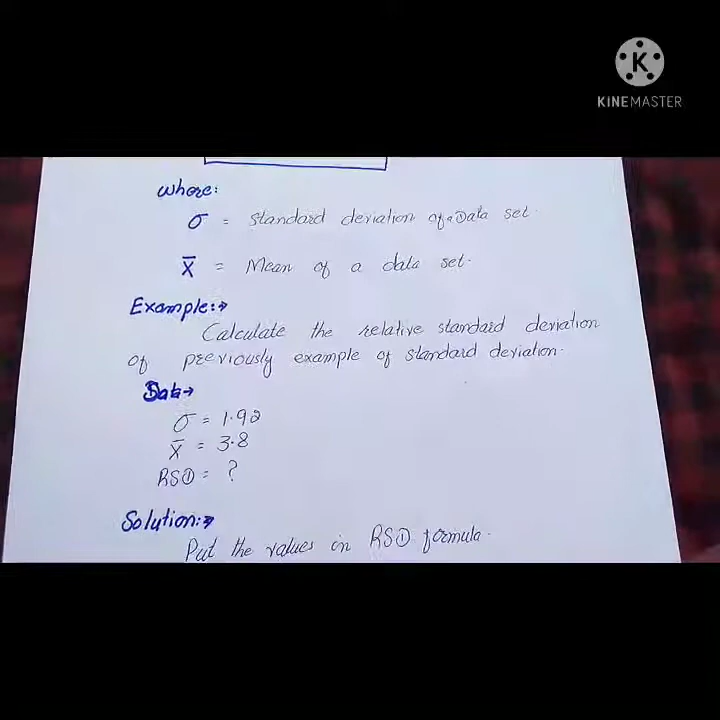 K
KINEMASTER
where:
σ = Standard deviation of a Data set.
x̄ = Mean of a data set.
Example:→
Calculate the relative standard deviation
of previously example of standard deviation.
Data→
σ = 1.92
x̄ = 3.8
RSD = ?
Solution:→
Put the values in RSD formula.